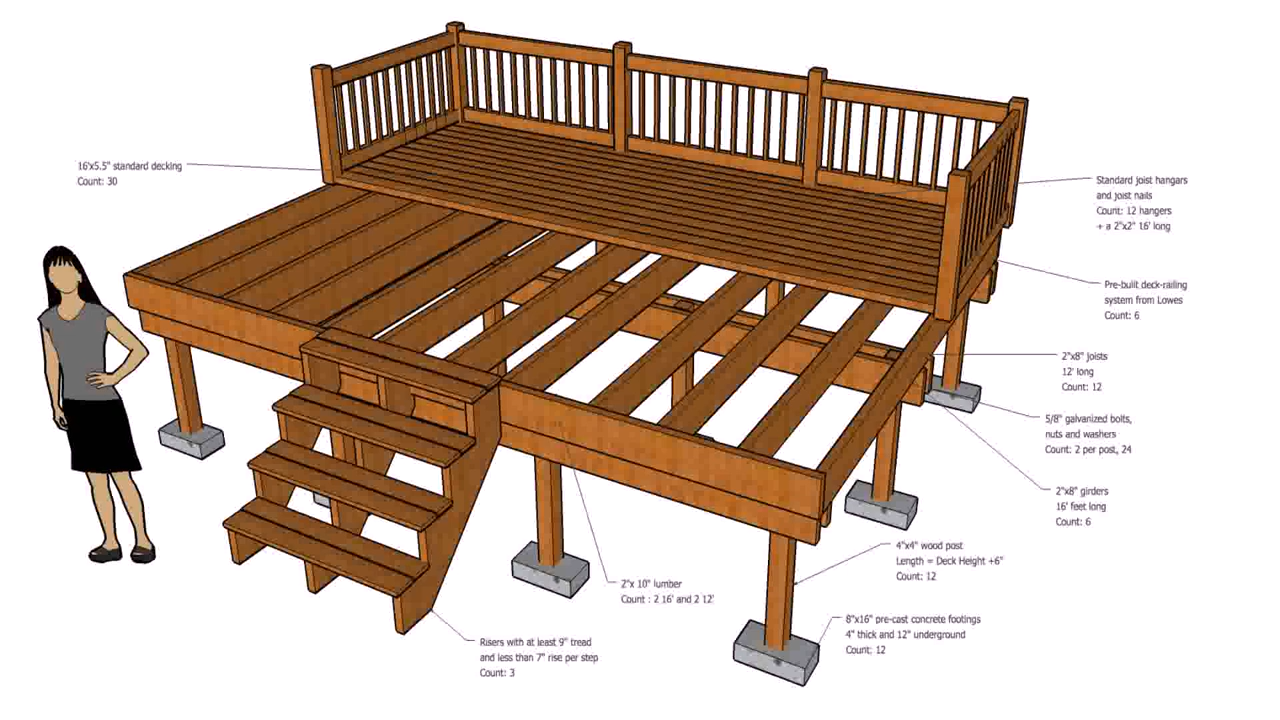 16'x5.5" standard decking
Count: 30
Standard joist hangars
and joist nails
Count: 12 hangers
+ a 2"x2" 16' long
Pre-built deck-railing
system from Lowes
Count: 6
2"x8" joists
12' long
Count: 12
5/8" galvanized bolts,
nuts and washers
Count: 2 per post, 24
2"x8" girders
16' feet long
Count: 6
4"x4" wood post
Length = Deck Height +6"
Count: 12
2"x 10" lumber
Count : 2 16' and 2 12'
8"x16" pre-cast concrete footings
4" thick and 12" underground
Count: 12
Risers with at least 9" tread
and less than 7" rise per step
Count: 3